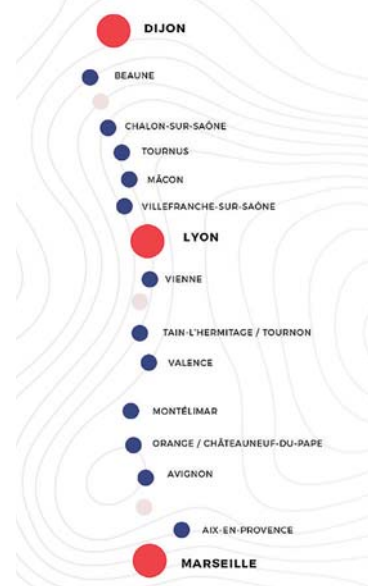 DIJON
BEAUNE
CHALON-SUR-SAÔNE
TOURNUS
MÂCON
VILLEFRANCHE-SUR-SAÔNE
LYON
VIENNE
TAIN-L'HERMITAGE / TOURNON
VALENCE
MONTÉLIMAR
ORANGE / CHÂTEAUNEUF-DU-PAPE
AVIGNON
AIX-EN-PROVENCE
MARSEILLE